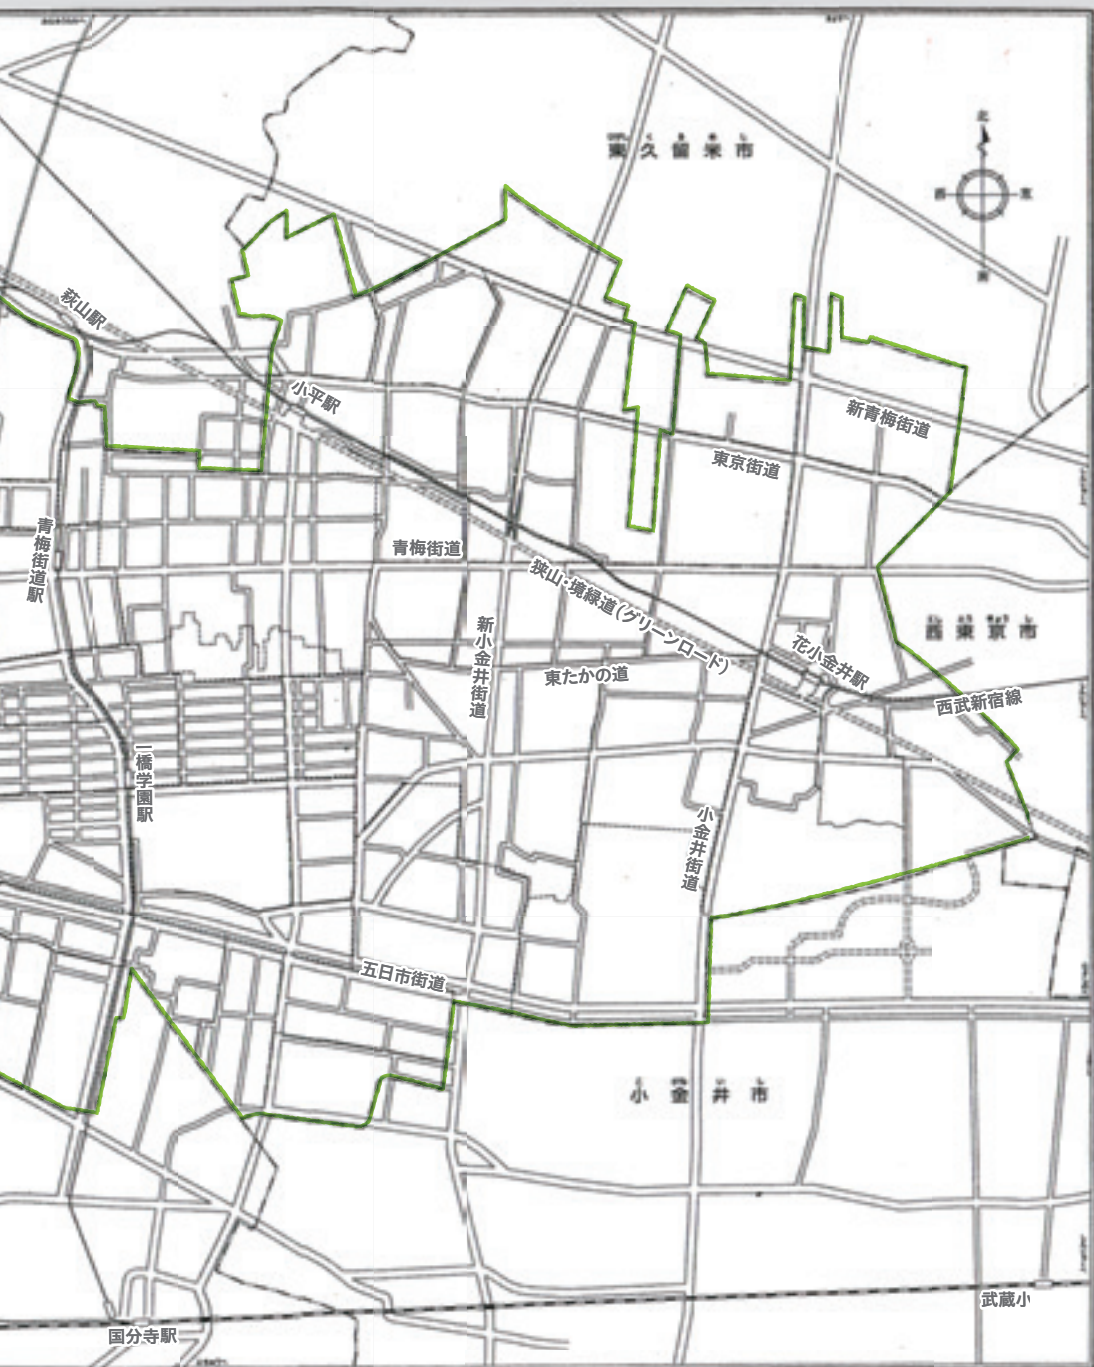 北
東久留米市
西
東
南
萩山駅
小平駅
新青梅街道
東京街道
青梅街道駅
青梅街道
狭山・境緑道（グリーンロード）
新小金井街道
東たかの道
花小金井駅
西東京市
西武新宿線
一橋学園駅
小金井街道
五日市街道
小金井市
武蔵小
国分寺駅